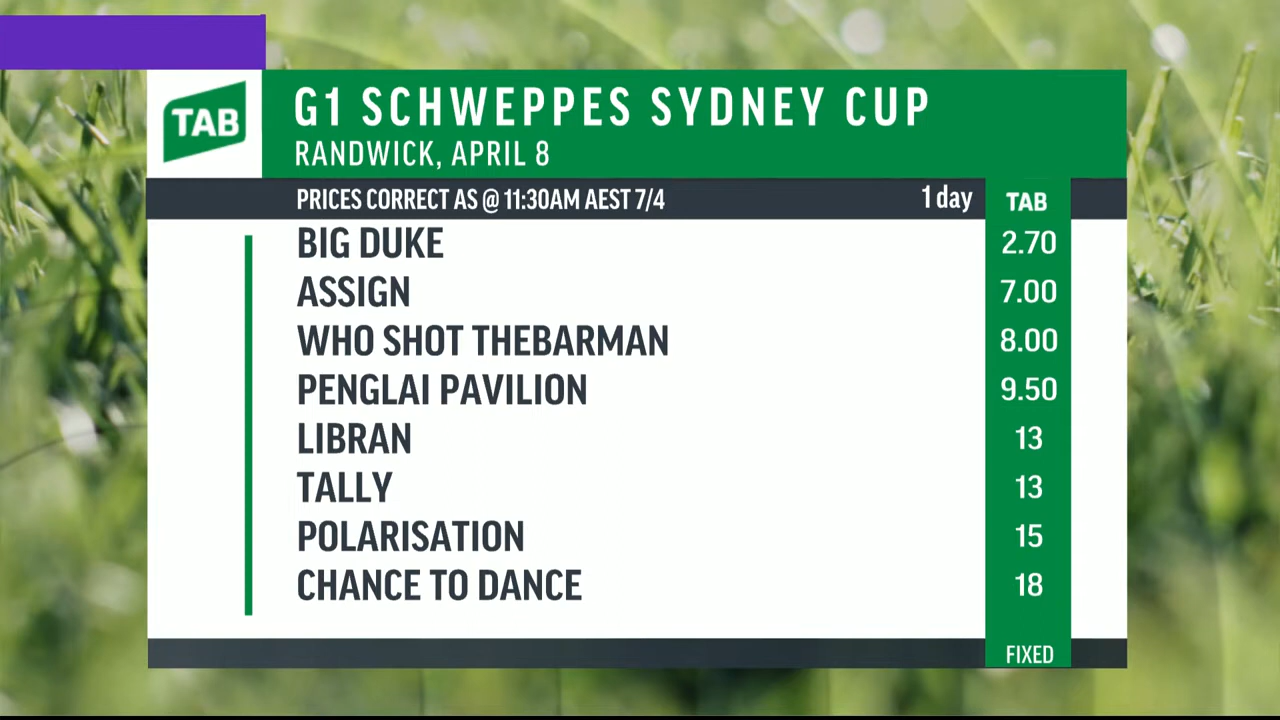 TAB
G1 SCHWEPPES SYDNEY CUP
RANDWICK, APRIL 8
PRICES CORRECT AS @ 11:30AM AEST 7/4 1 day TAB
BIG DUKE 2.70
ASSIGN 7.00
WHO SHOT THEBARMAN 8.00
PENGLAI PAVILION 9.50
LIBRAN 13
TALLY 13
POLARISATION 15
CHANCE TO DANCE 18
FIXED